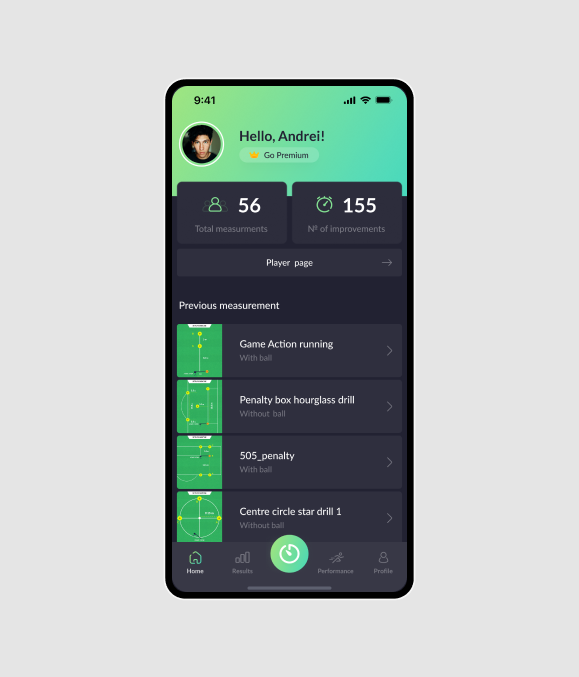 9:41
Hello, Andrei!
Go Premium
56
Total measurments
155
Nº of improvements
Player page
Previous measurement
Game Action running
With ball
Penalty box hourglass drill
Without ball
505_penalty
With ball
Centre circle star drill 1
Without ball
Home
Results
Performance
Profile